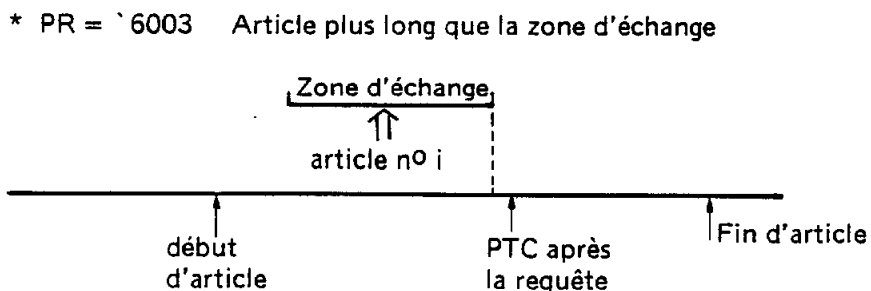 * PR = `6003 Article plus long que la zone d'échange
Zone d'échange
article nº i
début
d'article
PTC après
la requête
Fin d'article